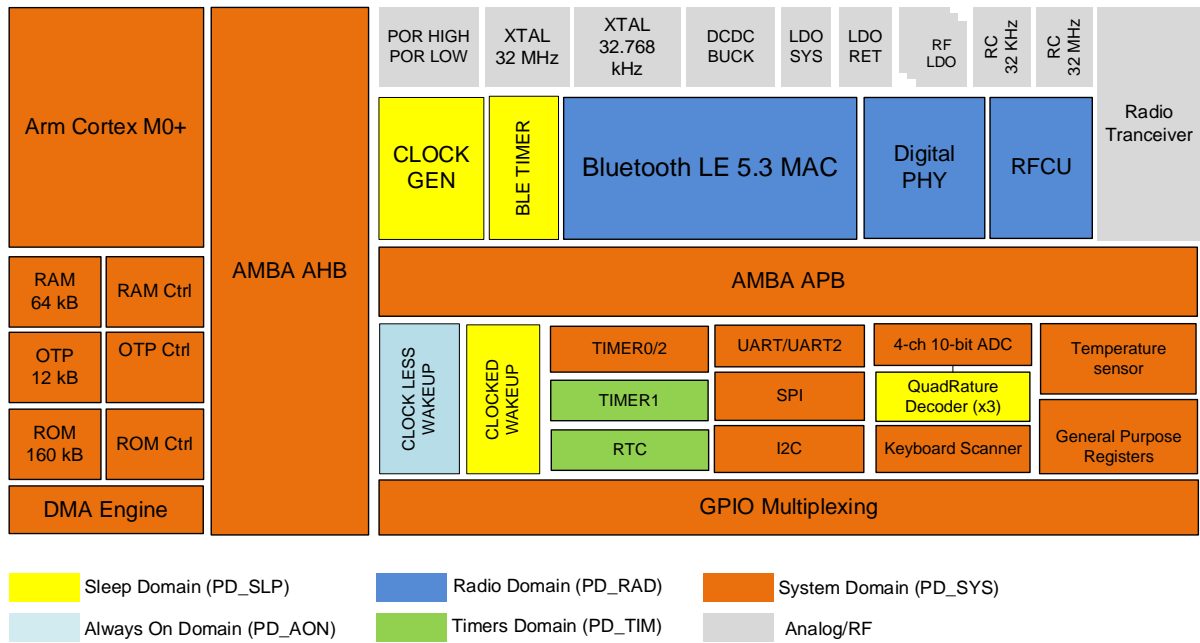 POR HIGH
POR LOW
XTAL
32 MHz
XTAL
32.768
kHz
DCDC
BUCK
LDO
SYS
LDO
RET
RF
LDO
RC
32 KHz
RC
32 MHz
Arm Cortex M0+
AMBA AHB
CLOCK
GEN
BLE TIMER
Bluetooth LE 5.3 MAC
Digital
PHY
RFCU
Radio
Tranceiver
RAM
64 kB
RAM Ctrl
OTP
12 kB
OTP Ctrl
ROM
160 kB
ROM Ctrl
DMA Engine
AMBA APB
CLOCK LESS
WAKEUP
CLOCKED
WAKEUP
TIMER0/2
TIMER1
RTC
UART/UART2
SPI
I2C
4-ch 10-bit ADC
QuadRature
Decoder (x3)
Keyboard Scanner
Temperature
sensor
General Purpose
Registers
GPIO Multiplexing
Sleep Domain (PD_SLP)
Radio Domain (PD_RAD)
System Domain (PD_SYS)
Always On Domain (PD_AON)
Timers Domain (PD_TIM)
Analog/RF